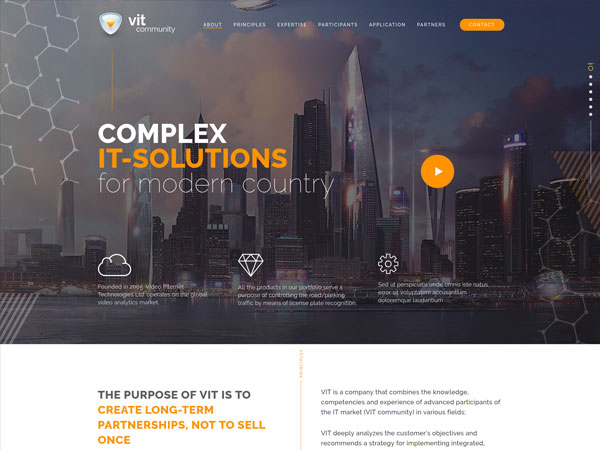 vit
community
ABOUT PRINCIPLES EXPERTISE PARTICIPANTS APPLICATION PARTNERS CONTACT
01
COMPLEX
IT-SOLUTIONS
for modern country
Founded in 2005, Video Internet
Technologies Ltd. operates on the global
video analytics market
All the products in our portfolio serve a
purpose of controlling the road/parking
traffic by means of license plate recognition.
Sed ut perspiciatis unde omnis iste natus
error sit voluptatem accusantium
doloremque laudantium
PRINCIPLES
THE PURPOSE OF VIT IS TO
CREATE LONG-TERM
PARTNERSHIPS, NOT TO SELL
ONCE
VIT is a company that combines the knowledge,
competencies and experience of advanced participants of
the IT market (VIT community) in various fields;
VIT deeply analyzes the customer's objectives and
recommends a strategy for implementing integrated,